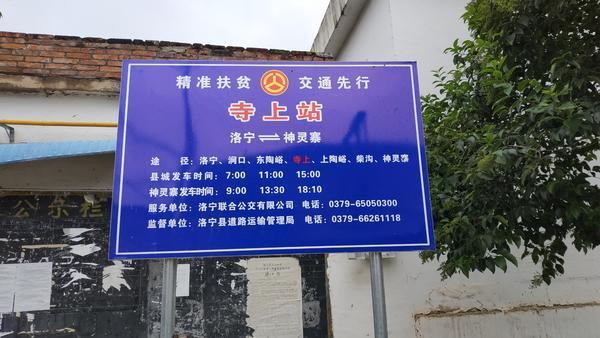 精准扶贫 交通先行
寺上站
洛宁⇌神灵寨
途 径：洛宁、涧口、东陶峪、寺上、上陶峪、柴沟、神灵寨
县城发车时间：7:00 11:00 15:00
神灵寨发车时间：9:00 13:30 18:10
服务单位：洛宁联合公交有限公司 电话：0379-65050300
监督单位：洛宁县道路运输管理局 电话：0379-66261118
公示栏